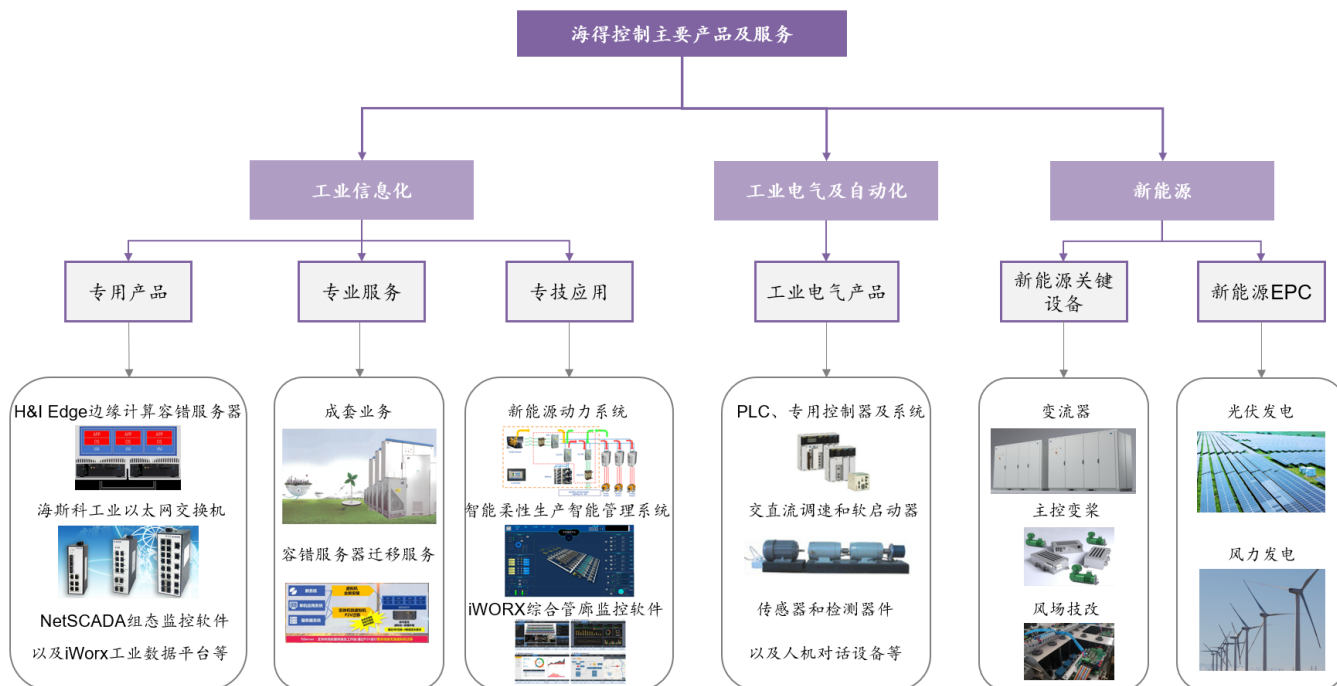 海得控制主要产品及服务
工业信息化
工业电气及自动化
新能源
专用产品
专业服务
专技应用
工业电气产品
新能源关键
设备
新能源EPC
H&I Edge边缘计算容错服务器
海斯科工业以太网交换机
NetSCADA组态监控软件
以及iWorx工业数据平台等
成套业务
容错服务器迁移服务
新能源动力系统
智能柔性生产智能管理系统
iWORX综合管廊监控软件
PLC、专用控制器及系统
交直流调速和软启动器
传感器和检测器件
以及人机对话设备等
变流器
主控变桨
风场技改
光伏发电
风力发电